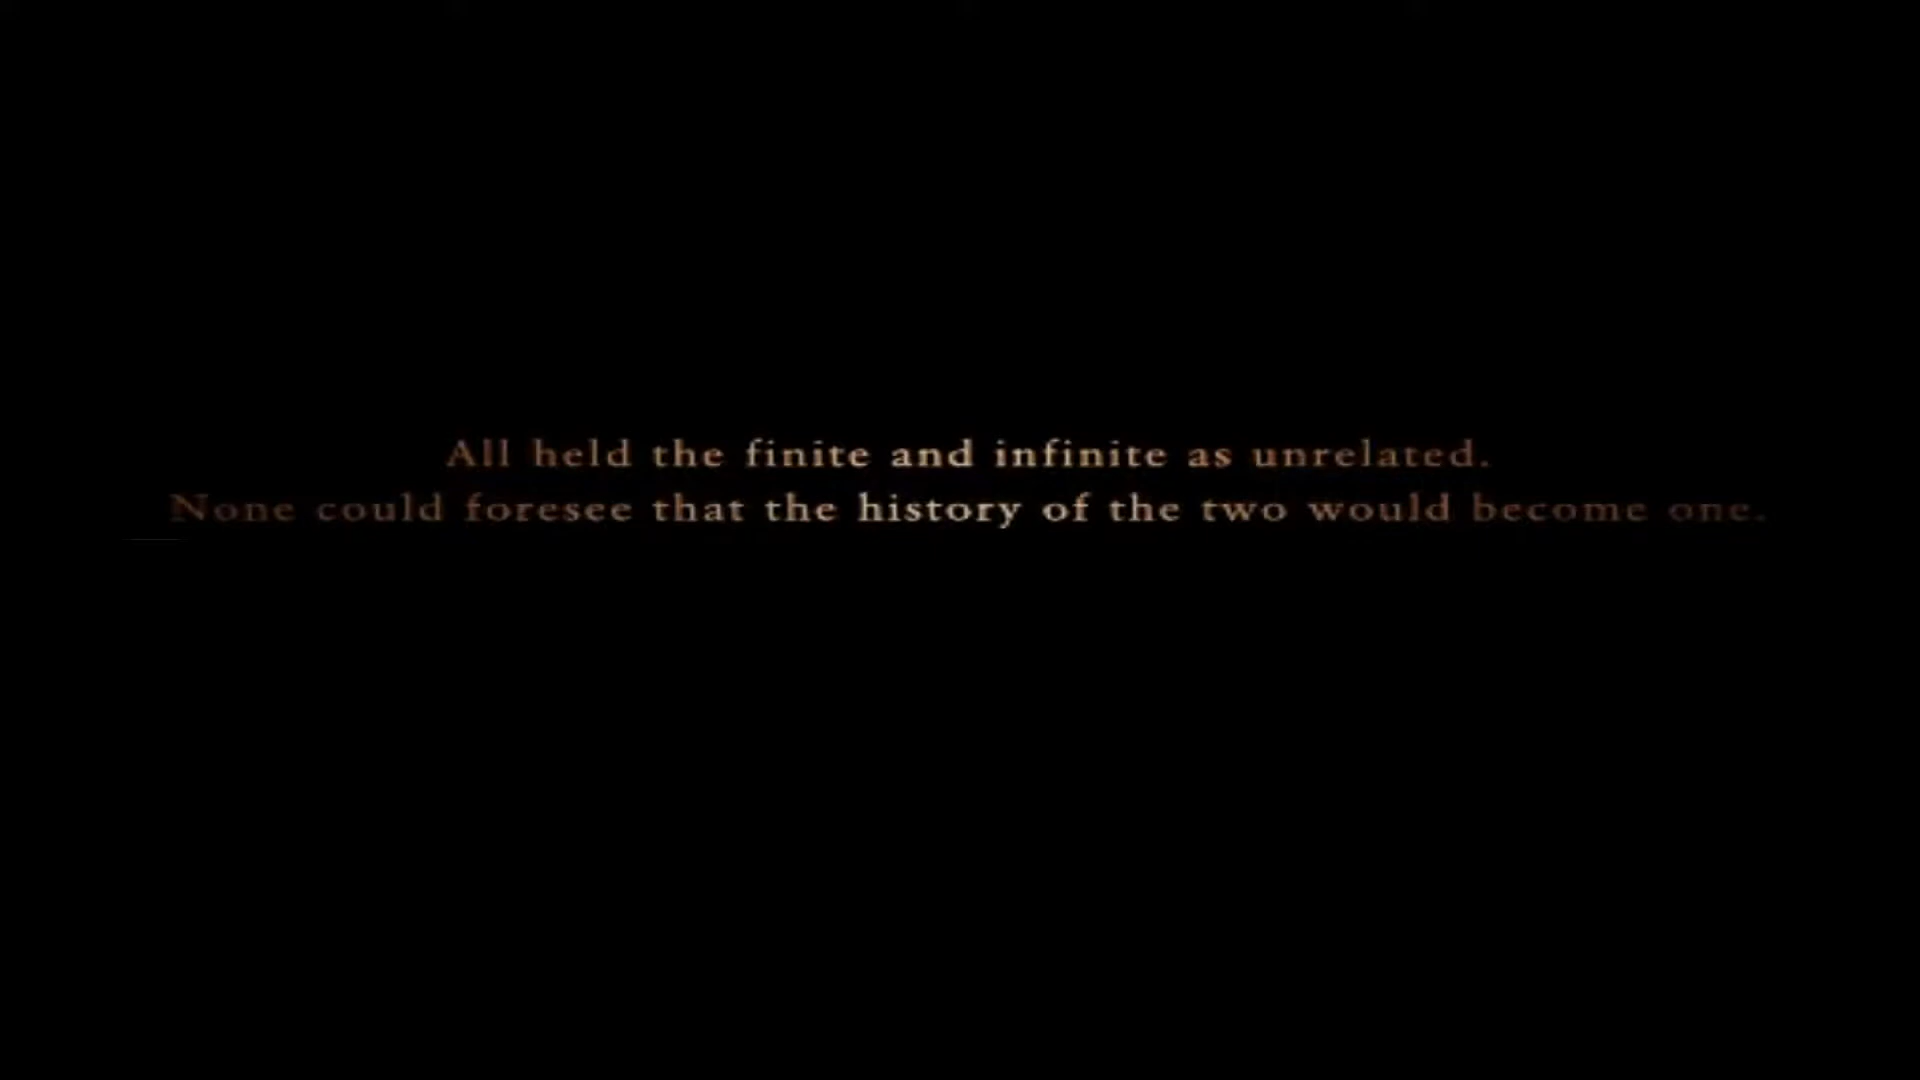 All held the finite and infinite as unrelated.
None could foresee that the history of the two would become one.